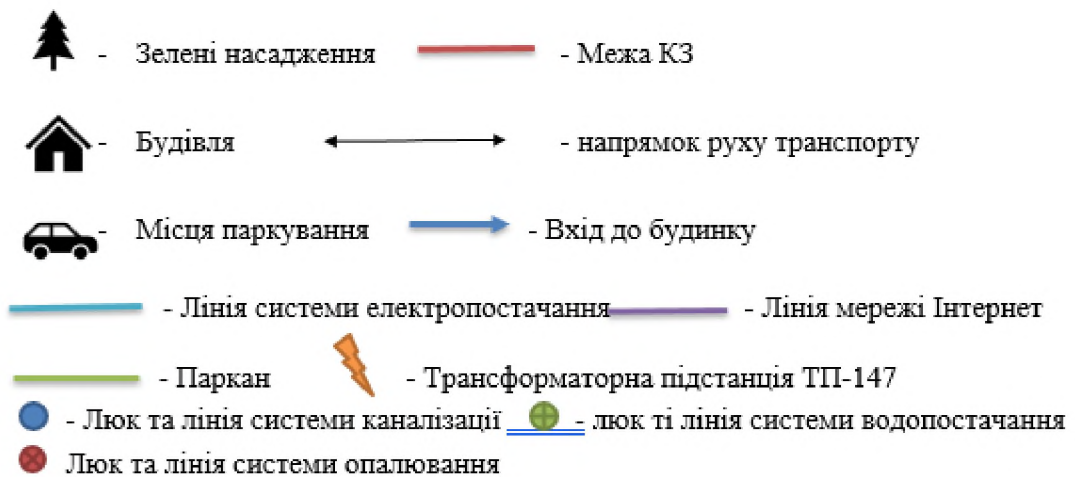 - Зелені насадження - Межа КЗ
- Будівля - напрямок руху транспорту
- Місця паркування - Вхід до будинку
- Лінія системи електропостачання - Лінія мережі Інтернет
- Паркан - Трансформаторна підстанція ТП-147
- Люк та лінія системи каналізації - люк ті лінія системи водопостачання
Люк та лінія системи опалювання